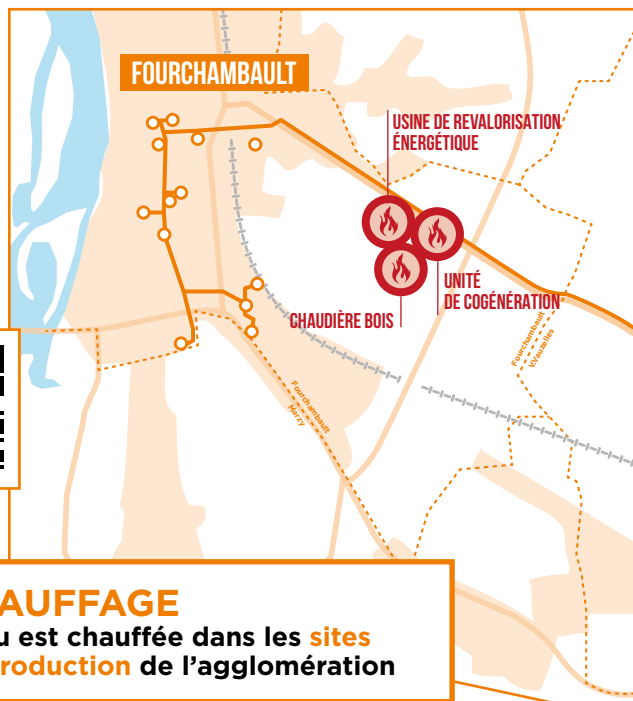 FOURCHAMBAULT
USINE DE REVALORISATION
ÉNERGÉTIQUE
UNITÉ
DE COGÉNÉRATION
CHAUDIÈRE BOIS
Fourchambault
V.Vauzelles
Fourchambault
Marzy
AUFFAGE
u est chauffée dans les sites
roduction de l'agglomération